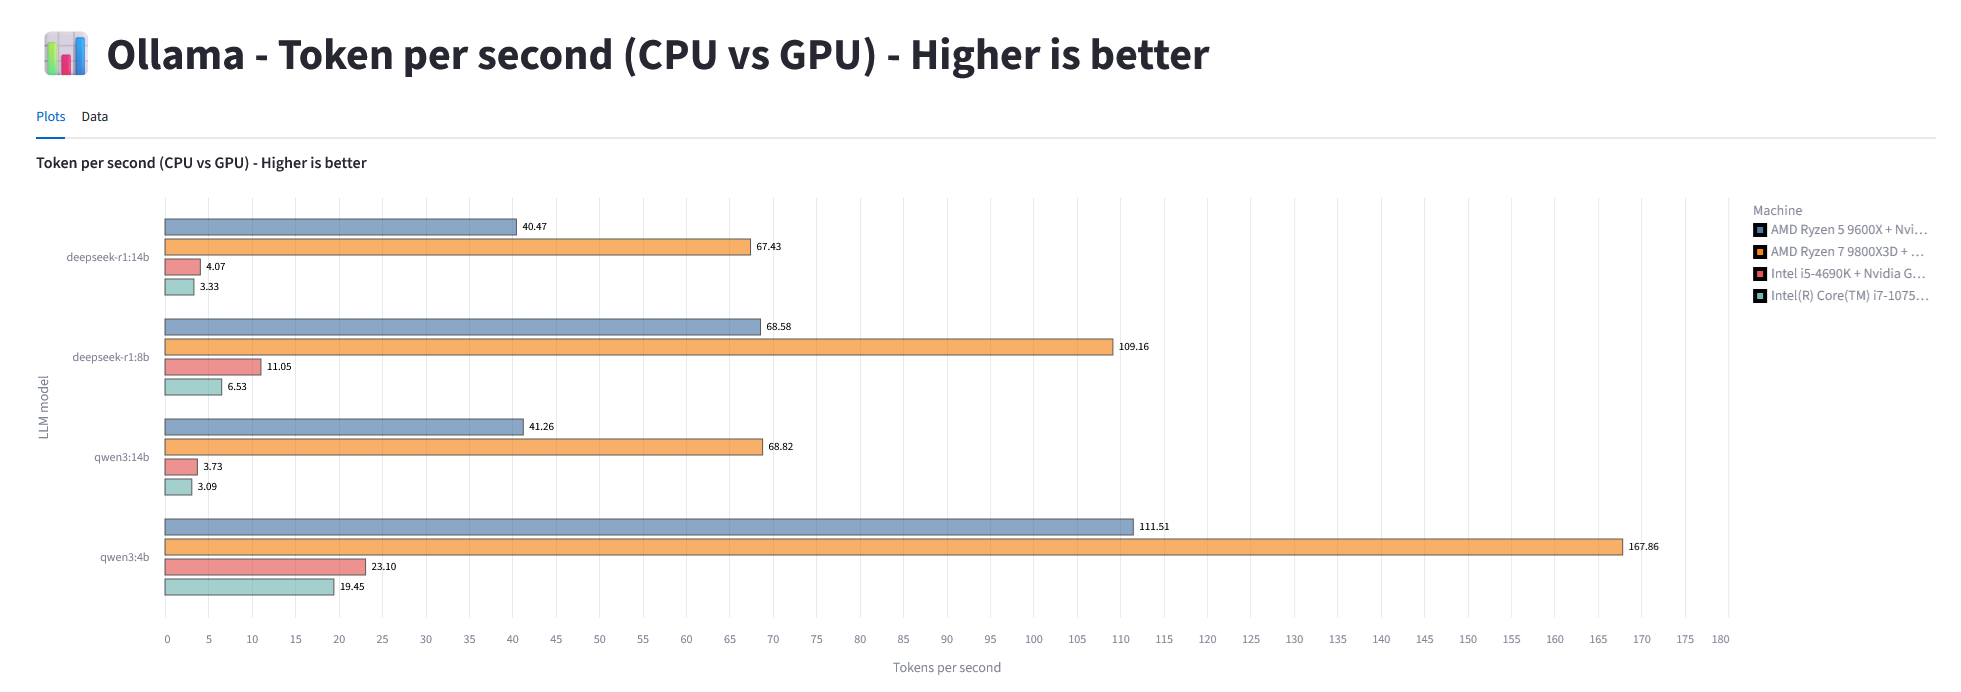 Ollama - Token per second (CPU vs GPU) - Higher is better
Plots Data
Token per second (CPU vs GPU) - Higher is better
LLM model
deepseek-r1:14b
40.47
67.43
4.07
3.33
deepseek-r1:8b
68.58
109.16
11.05
6.53
qwen3:14b
41.26
68.82
3.73
3.09
qwen3:4b
111.51
167.86
23.10
19.45
0 5 10 15 20 25 30 35 40 45 50 55 60 65 70 75 80 85 90 95 100 105 110 115 120 125 130 135 140 145 150 155 160 165 170 175 180
Tokens per second
Machine
AMD Ryzen 5 9600X + Nvi…
AMD Ryzen 7 9800X3D + …
Intel i5-4690K + Nvidia G…
Intel(R) Core(TM) i7-1075…